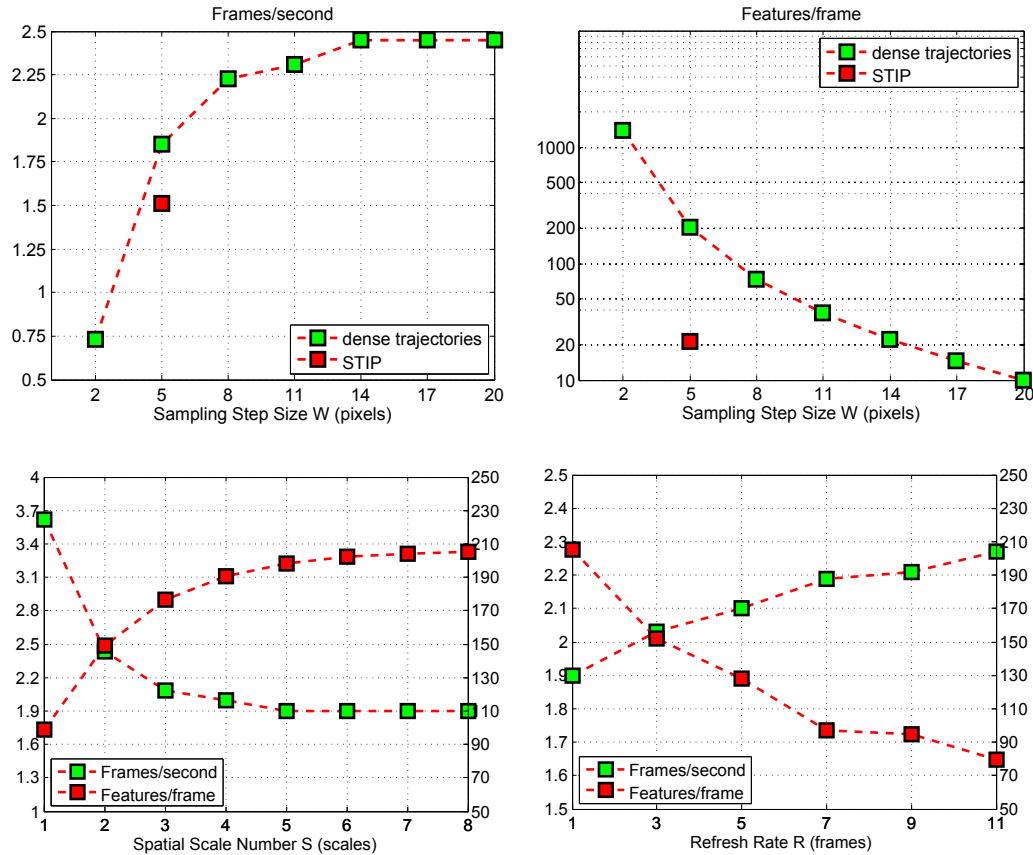 Frames/second
2.5
2.25
2
1.75
1.5
1.25
1
0.75
0.5
dense trajectories
STIP
2 5 8 11 14 17 20
Sampling Step Size W (pixels)
Features/frame
dense trajectories
STIP
1000
500
200
100
50
20
10
2 5 8 11 14 17 20
Sampling Step Size W (pixels)
4 250
3.7 230
3.4 210
3.1 190
2.8 170
2.5 150
2.2 130
1.9 110
1.6 90
1.3 70
1 50
Frames/second
Features/frame
1 2 3 4 5 6 7 8
Spatial Scale Number S (scales)
2.5 250
2.4 230
2.3 210
2.2 190
2.1 170
2 150
1.9 130
1.8 110
1.7 90
1.6 70
1.5 50
Frames/second
Features/frame
1 3 5 7 9 11
Refresh Rate R (frames)